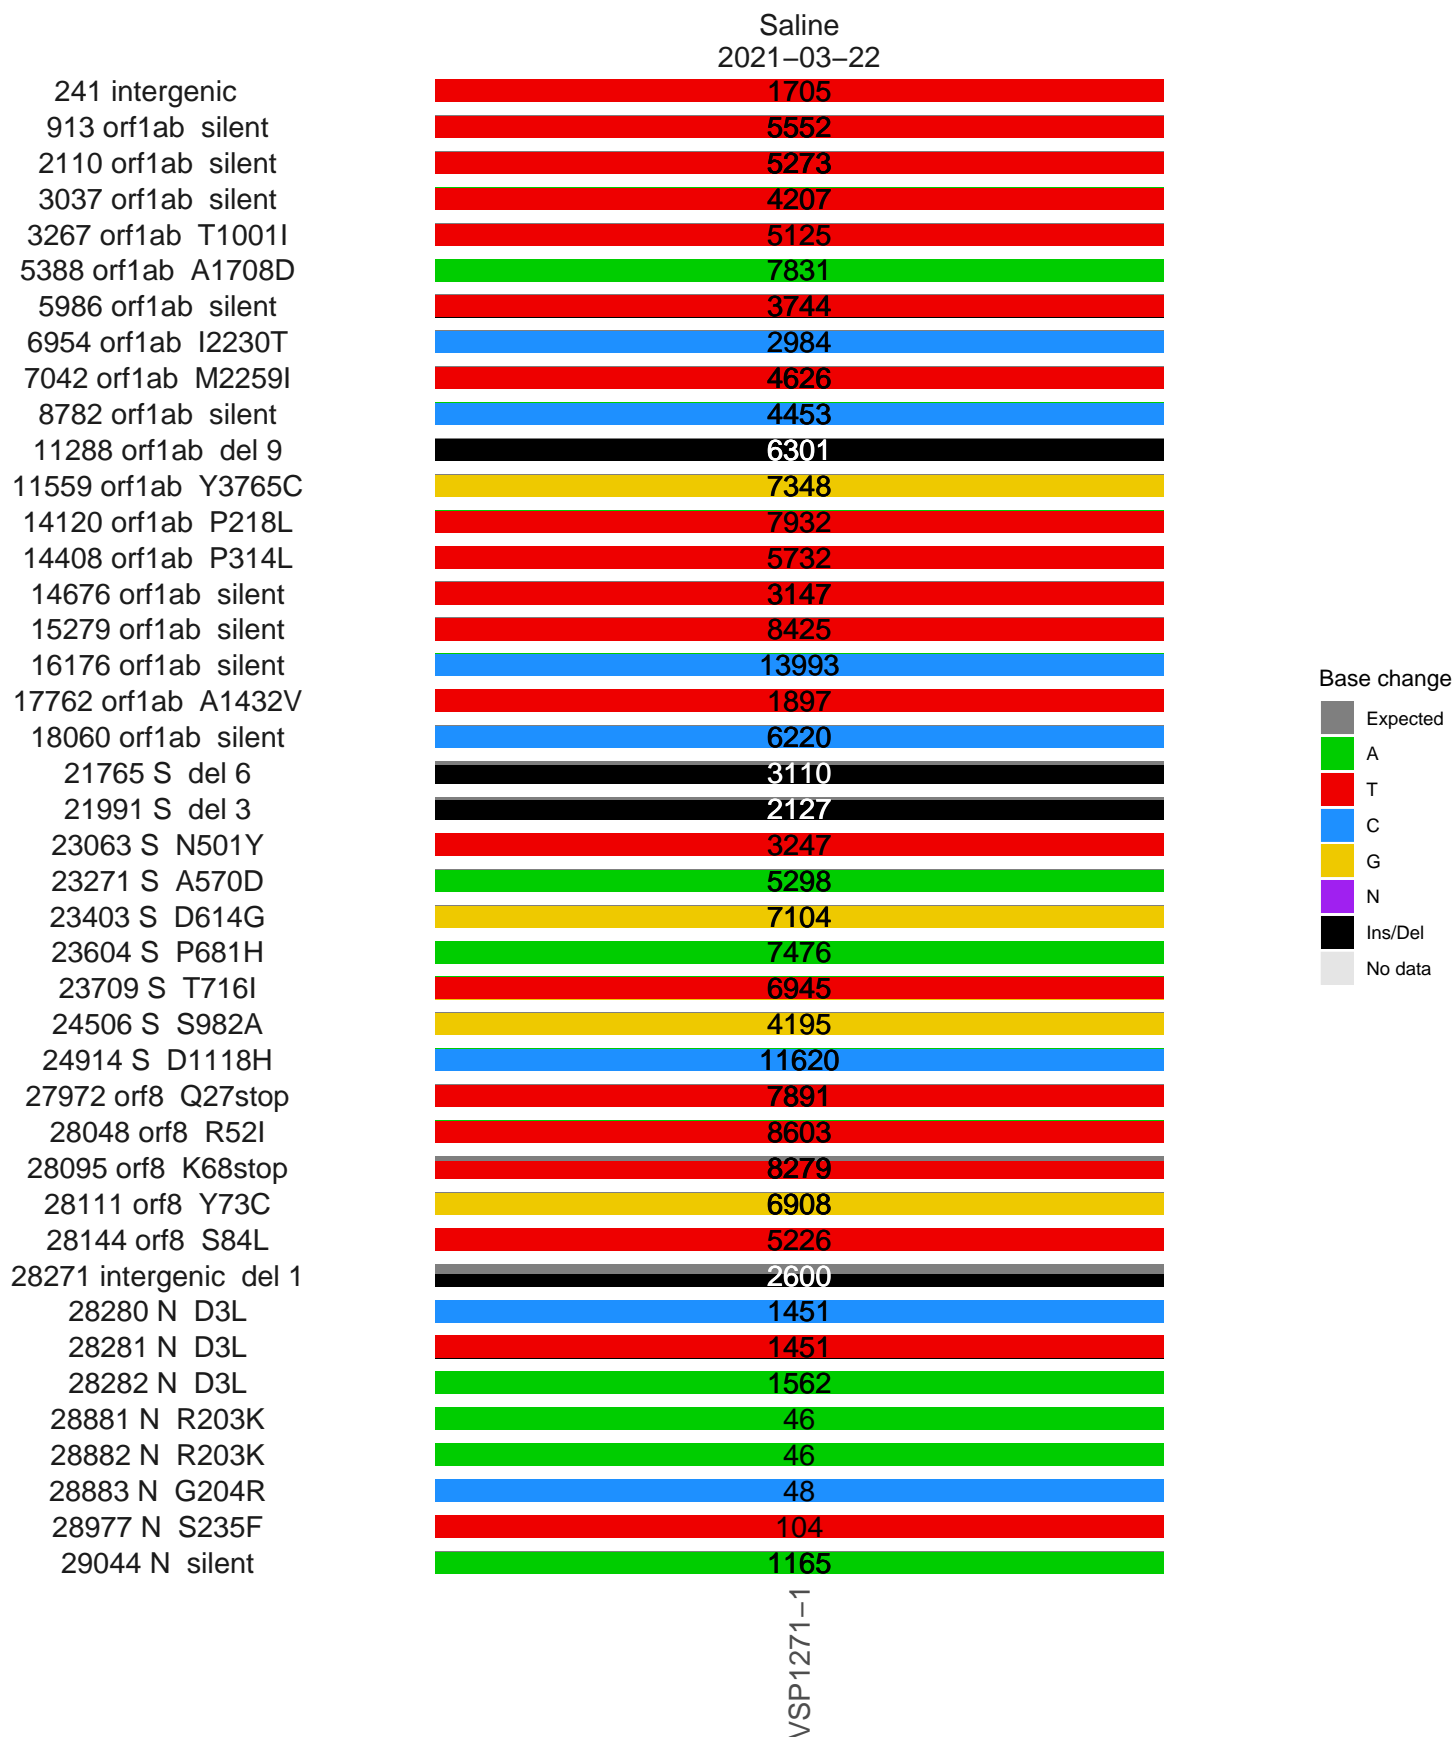 Saline
2021−03−22
241 intergenic 1705
913 orf1ab silent 5552
2110 orf1ab silent 5273
3037 orf1ab silent 4207
3267 orf1ab T1001I 5125
5388 orf1ab A1708D 7831
5986 orf1ab silent 3744
6954 orf1ab I2230T 2984
7042 orf1ab M2259I 4626
8782 orf1ab silent 4453
11288 orf1ab del 9 6301
11559 orf1ab Y3765C 7348
14120 orf1ab P218L 7932
14408 orf1ab P314L 5732
14676 orf1ab silent 3147
15279 orf1ab silent 8425
16176 orf1ab silent 13993
17762 orf1ab A1432V 1897
18060 orf1ab silent 6220
21765 S del 6 3110
21991 S del 3 2127
23063 S N501Y 3247
23271 S A570D 5298
23403 S D614G 7104
23604 S P681H 7476
23709 S T716I 6945
24506 S S982A 4195
24914 S D1118H 11620
27972 orf8 Q27stop 7891
28048 orf8 R52I 8603
28095 orf8 K68stop 8279
28111 orf8 Y73C 6908
28144 orf8 S84L 5226
28271 intergenic del 1 2600
28280 N D3L 1451
28281 N D3L 1451
28282 N D3L 1562
28881 N R203K 46
28882 N R203K 46
28883 N G204R 48
28977 N S235F 104
29044 N silent 1165
VSP1271−1
Base change
Expected
A
T
C
G
N
Ins/Del
No data